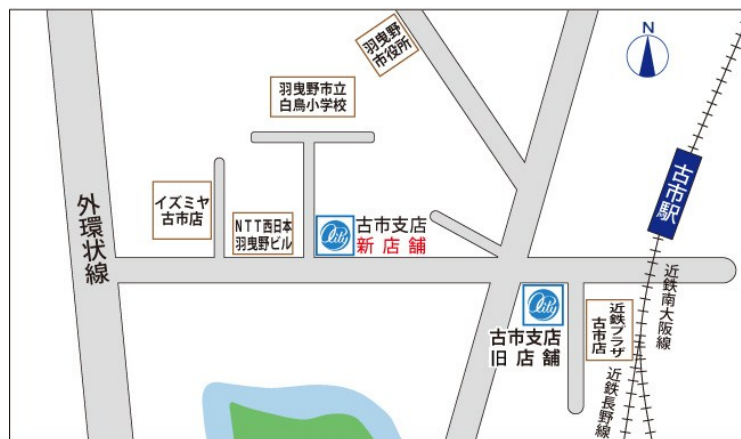 N
羽曳野
市役所
羽曳野市立
白鳥小学校
古市駅
イズミヤ
古市店
外環状線
NTT西日本
羽曳野ビル
City
古市支店
新店舗
近鉄南大阪線
City
古市支店
旧店舗
近鉄プラザ
古市店
近鉄長野線